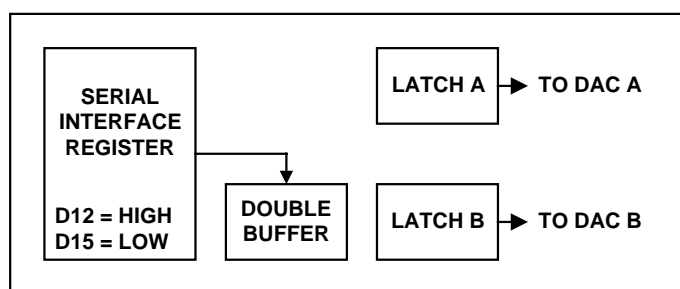 SERIAL
INTERFACE
REGISTER
D12 = HIGH
D15 = LOW
DOUBLE
BUFFER
LATCH A
TO DAC A
LATCH B
TO DAC B